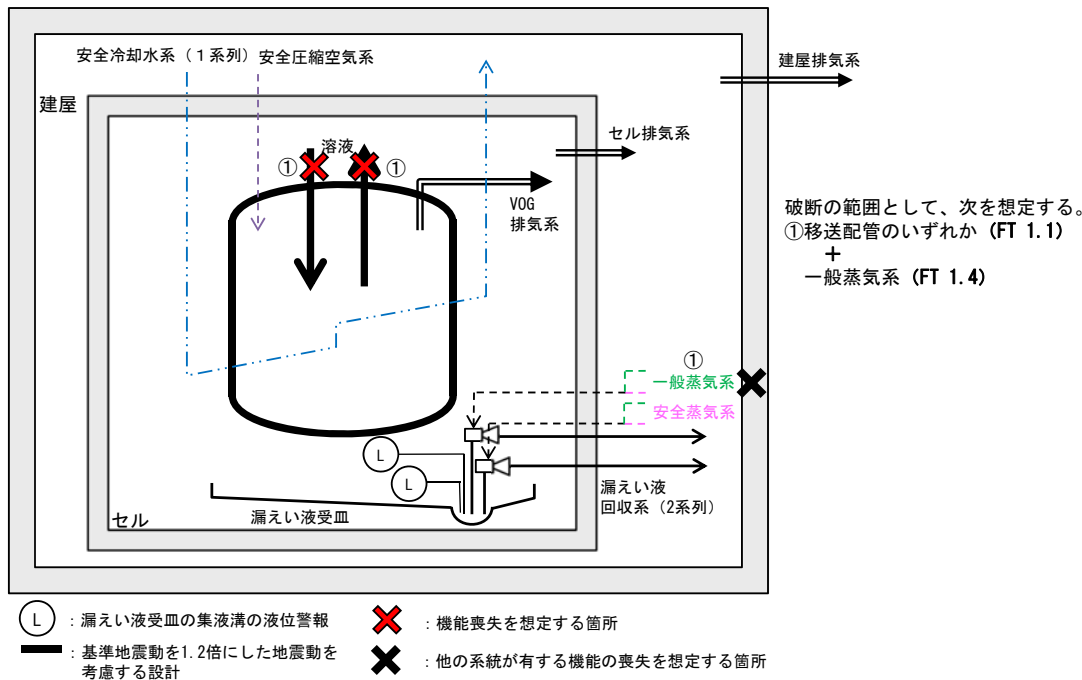 安全冷却水系（１系列）
安全圧縮空気系
建屋排気系
建屋
セル排気系
溶液
①
①
VOG
排気系
破断の範囲として、次を想定する。
①移送配管のいずれか（FT 1.1）
＋
一般蒸気系（FT 1.4）
①
一般蒸気系
安全蒸気系
L
L
漏えい液
回収系（2系列）
漏えい液受皿
セル
L
：漏えい液受皿の集液溝の液位警報
：機能喪失を想定する箇所
：基準地震動を1.2倍にした地震動を
考慮する設計
：他の系統が有する機能の喪失を想定する箇所